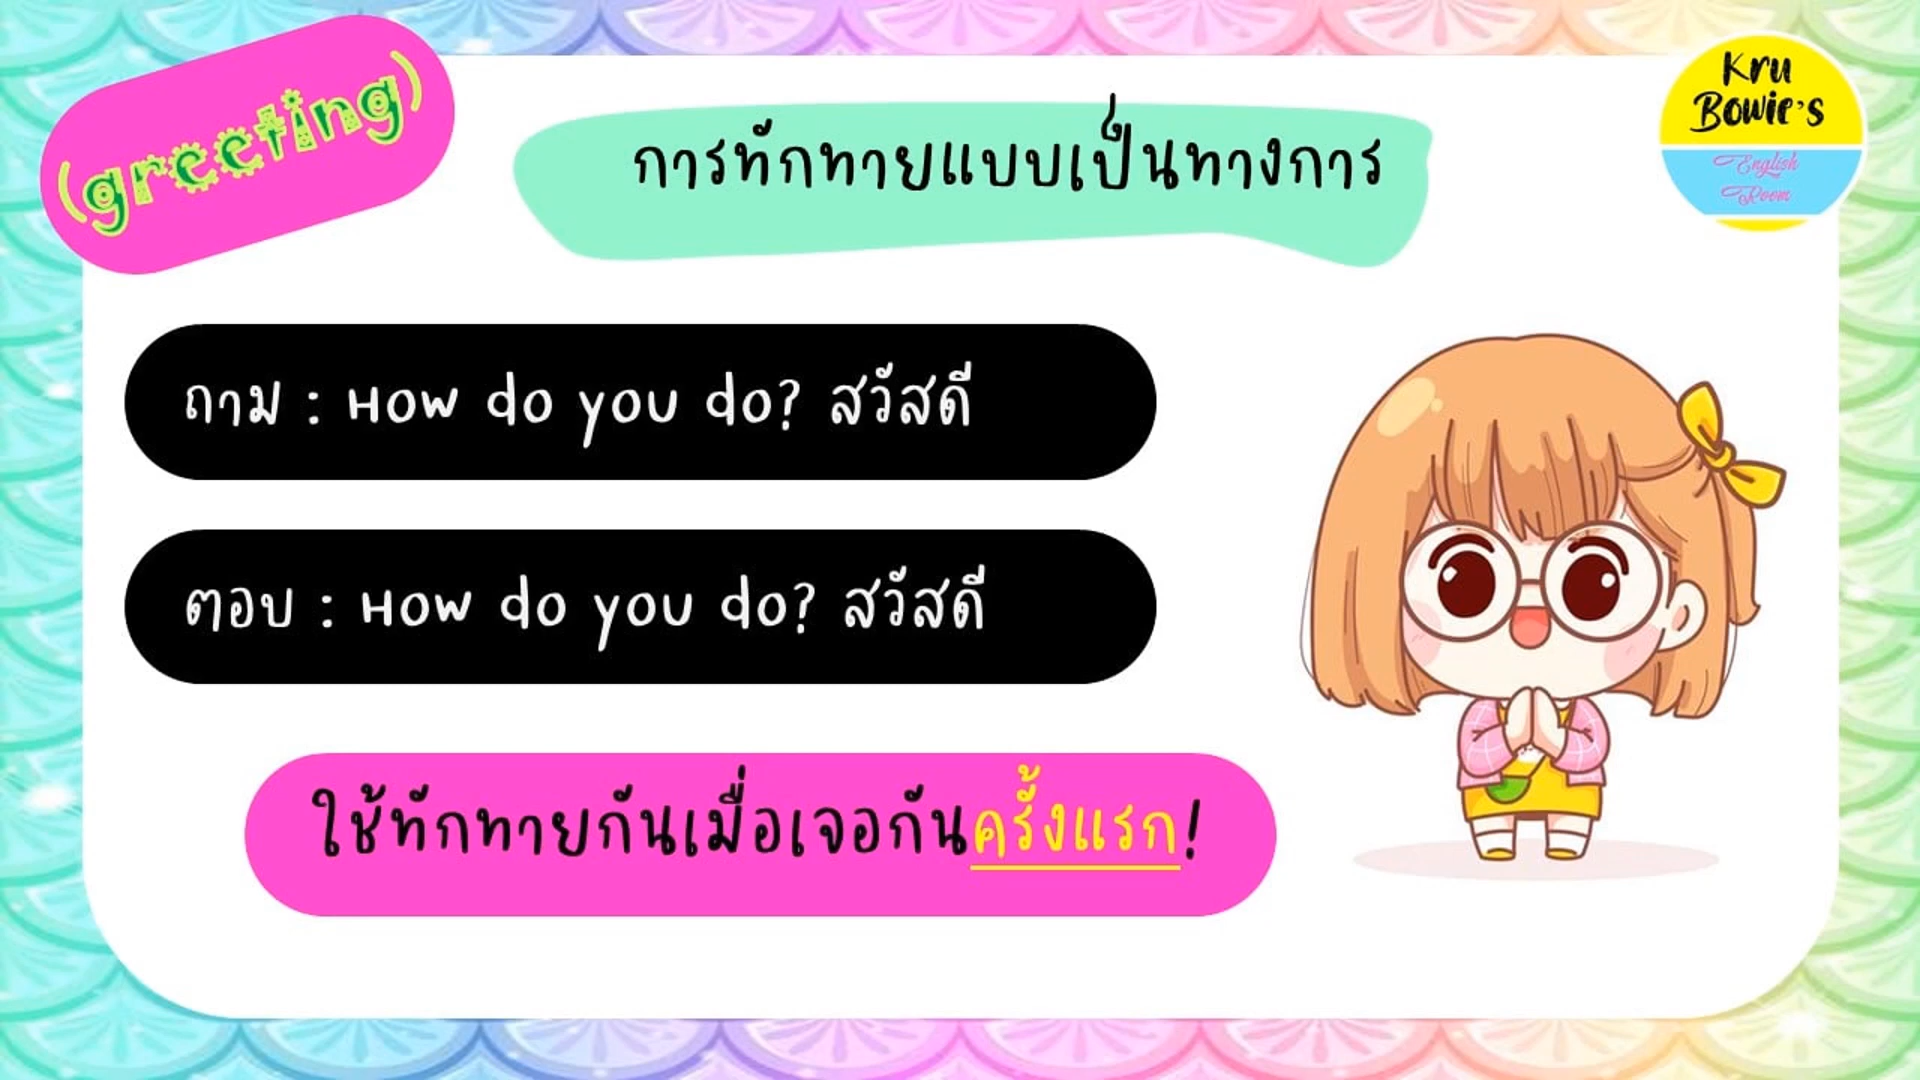 (greeting)
การทักทายแบบเป็นทางการ
Kru
Bowie's
English
Room
ถาม : How do you do? สวัสดี
ตอบ : How do you do? สวัสดี
ใช้ทักทายกันเมื่อเจอกันครั้งแรก!